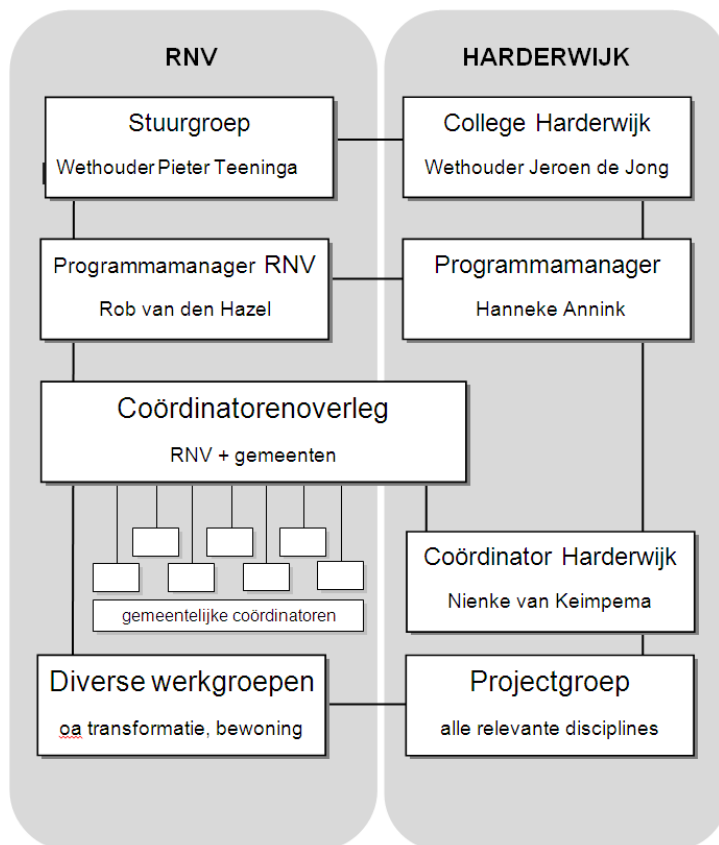 RNV
HARDERWIJK
Stuurgroep
Wethouder Pieter Teeninga
College Harderwijk
Wethouder Jeroen de Jong
Programmamanager RNV
Rob van den Hazel
Programmamanager
Hanneke Annink
Coördinatorenoverleg
RNV + gemeenten
gemeentelijke coördinatoren
Coördinator Harderwijk
Nienke van Keimpema
Diverse werkgroepen
oa transformatie, bewoning
Projectgroep
alle relevante disciplines